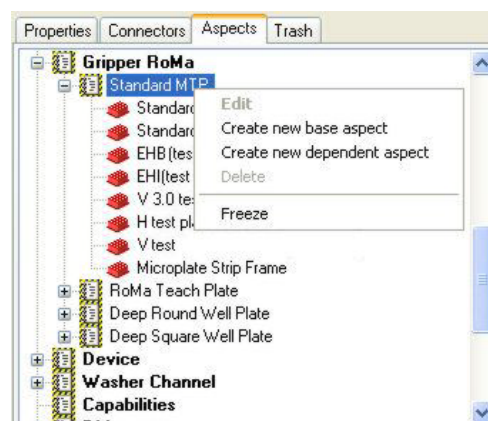 Properties Connectors Aspects Trash
Gripper RoMa
Standard MTP
Standard
Edit
Standard
Create new base aspect
EHB (tes
Create new dependent aspect
EHI(test
Delete
V 3.0 te
H test pl
Freeze
V test
Microplate Strip Frame
RoMa Teach Plate
Deep Round Well Plate
Deep Square Well Plate
Device
Washer Channel
Capabilities